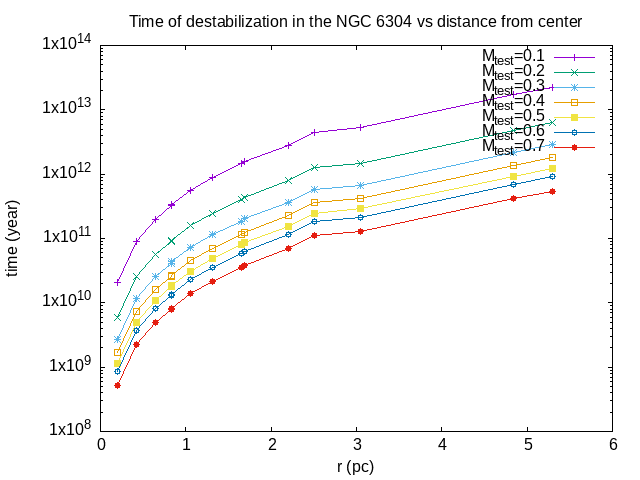 Time of destabilization in the NGC 6304 vs distance from center
1x10^14
1x10^13
1x10^12
1x10^11
1x10^10
1x10^9
1x10^8
time (year)
M_test=0.1
M_test=0.2
M_test=0.3
M_test=0.4
M_test=0.5
M_test=0.6
M_test=0.7
0 1 2 3 4 5 6
r (pc)